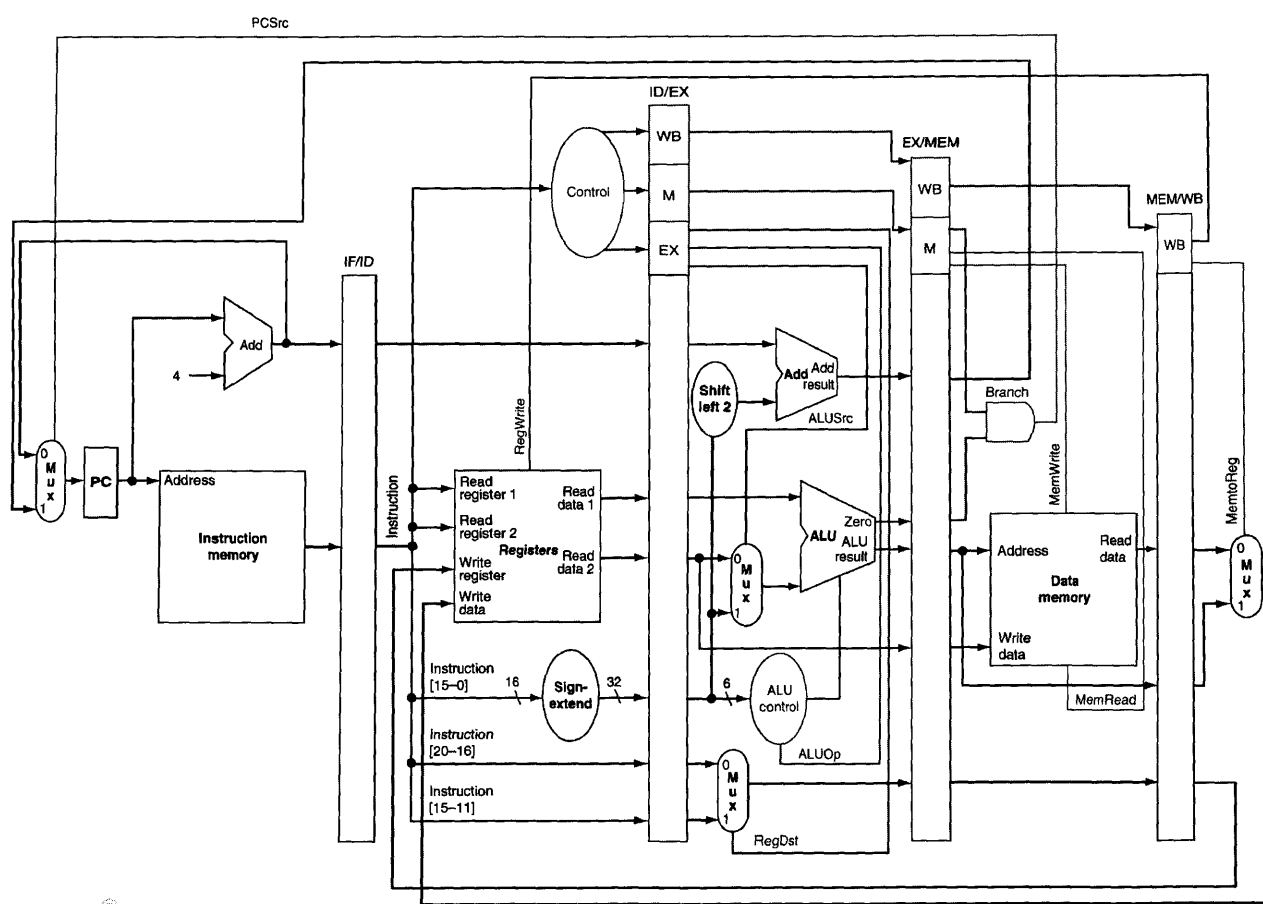 PCSrc
ID/EX
WB
EX/MEM
Control
M
WB
MEM/WB
EX
M
WB
IF/ID
Add
4
Add
Add
result
Shift
left 2
ALUSrc
Branch
RegWrite
MemWrite
MemtoReg
0
M
u
x
1
PC
Address
Instruction
memory
Instruction
Read
register 1
Read
register 2
Write
register
Write
data
Registers
Read
data 1
Read
data 2
0
M
u
x
1
ALU
Zero
ALU
result
Address
Read
data
Data
memory
Write
data
MemRead
0
M
u
x
1
Instruction
[15–0]
16
Sign-
extend
32
6
ALU
control
ALUOp
Instruction
[20–16]
Instruction
[15–11]
0
M
u
x
1
RegDst